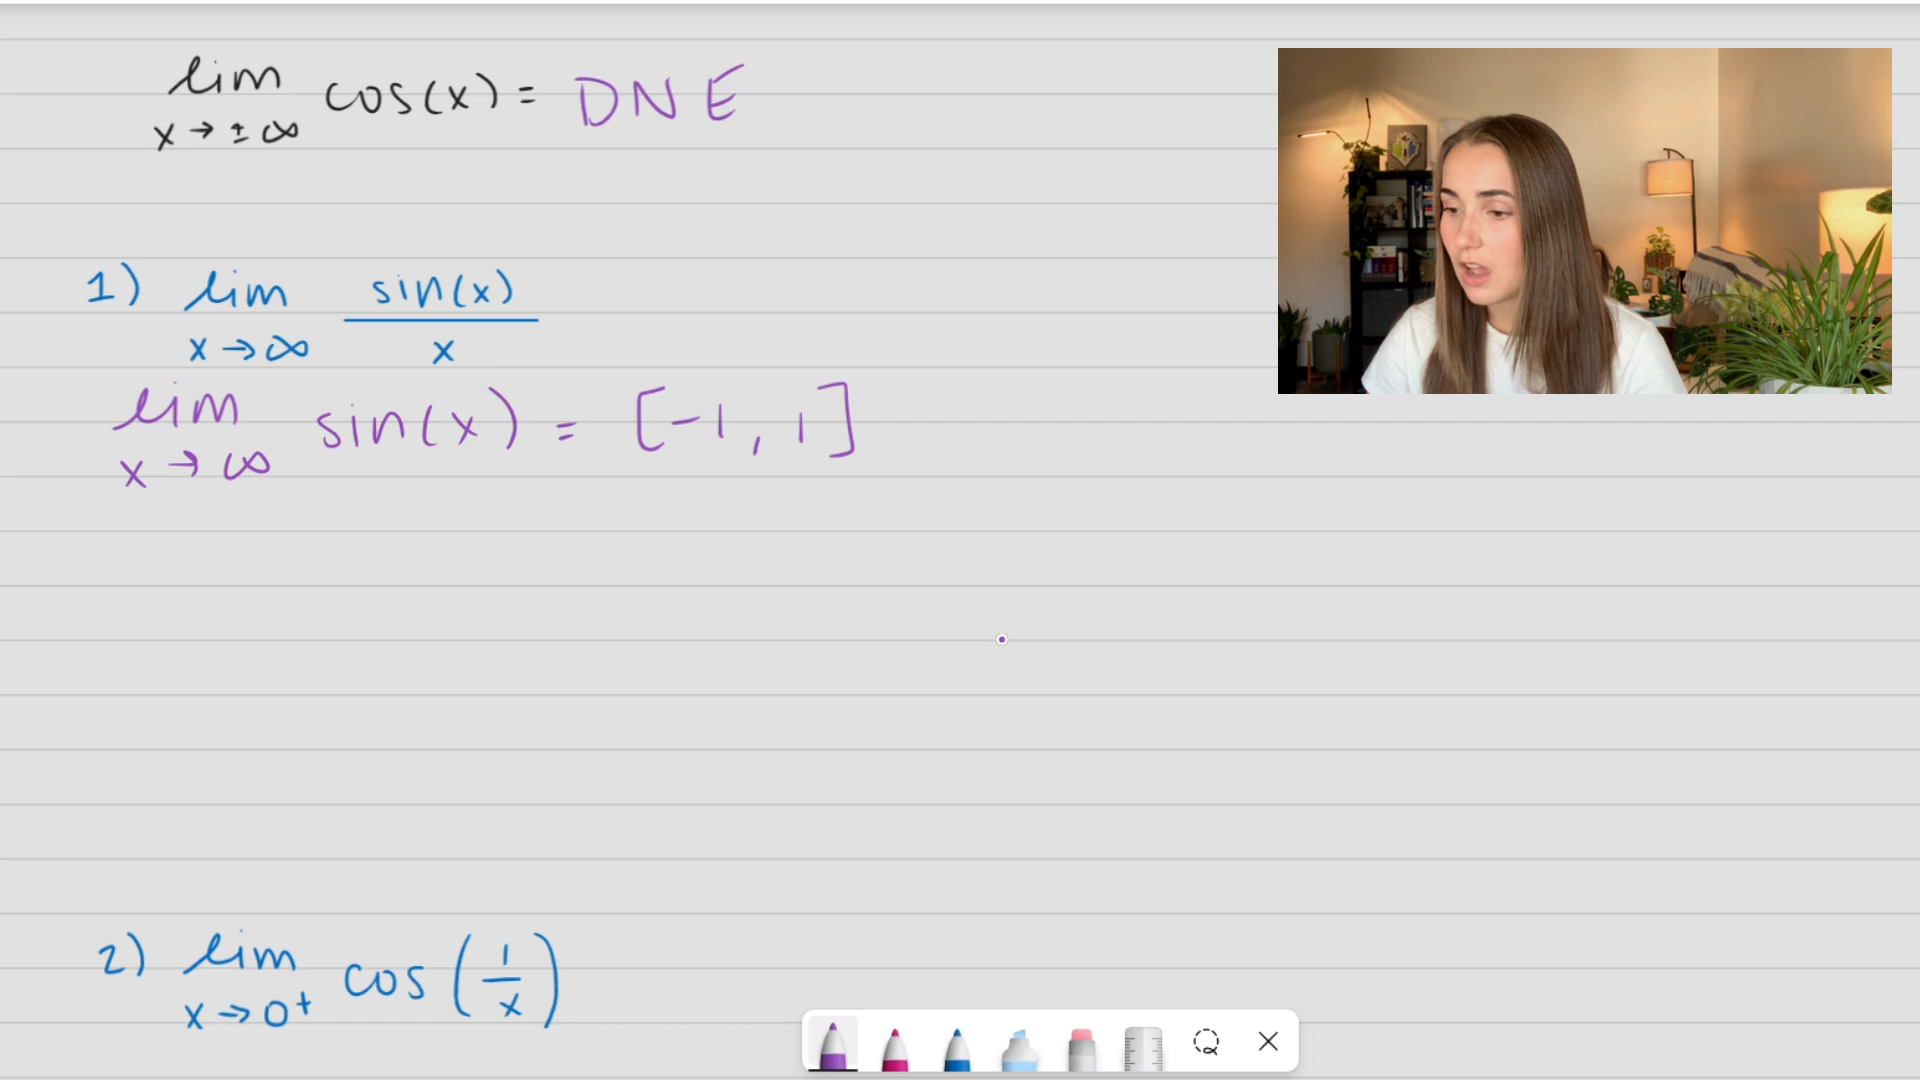 lim cos(x) = DNE
x → ± ∞
1) lim sin(x)
x → ∞ x
lim sin(x) = [-1, 1]
x → ∞
2) lim cos(1/x)
x → 0⁺